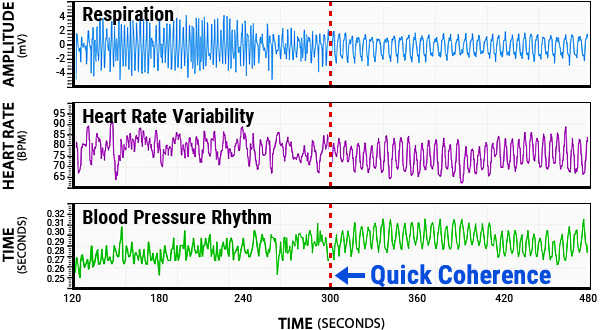 Respiration
AMPLITUDE
(mV)
4
2
0
-2
-4
Heart Rate Variability
HEART RATE
(BPM)
95
90
85
80
75
70
65
Blood Pressure Rhythm
TIME
(SECONDS)
0.32
0.31
0.30
0.29
0.28
0.27
0.26
0.25
Quick Coherence
120 180 240 300 360 420 480
TIME (SECONDS)